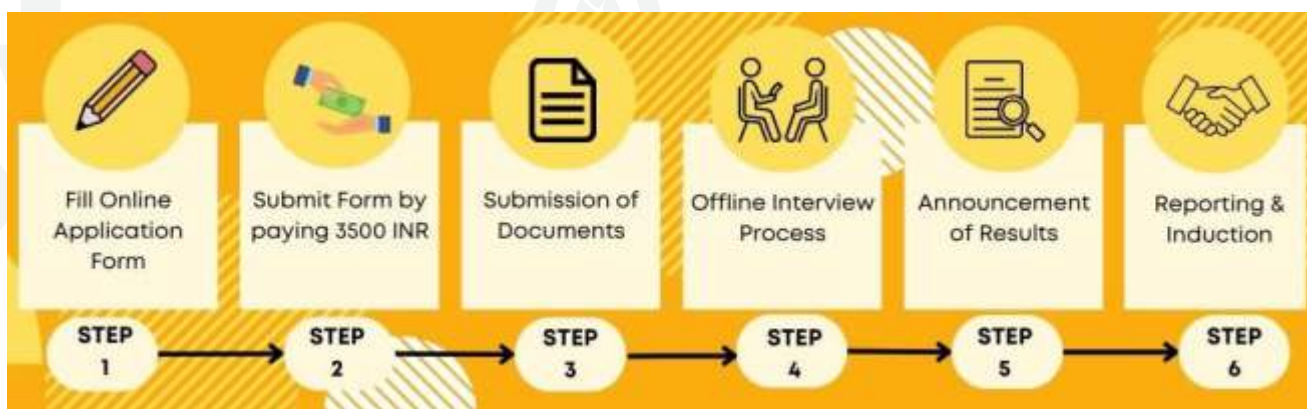 Fill Online
Application
Form
Submit Form by
paying 3500 INR
Submission of
Documents
Offline Interview
Process
Announcement
of Results
Reporting &
Induction
STEP
1
STEP
2
STEP
3
STEP
4
STEP
5
STEP
6